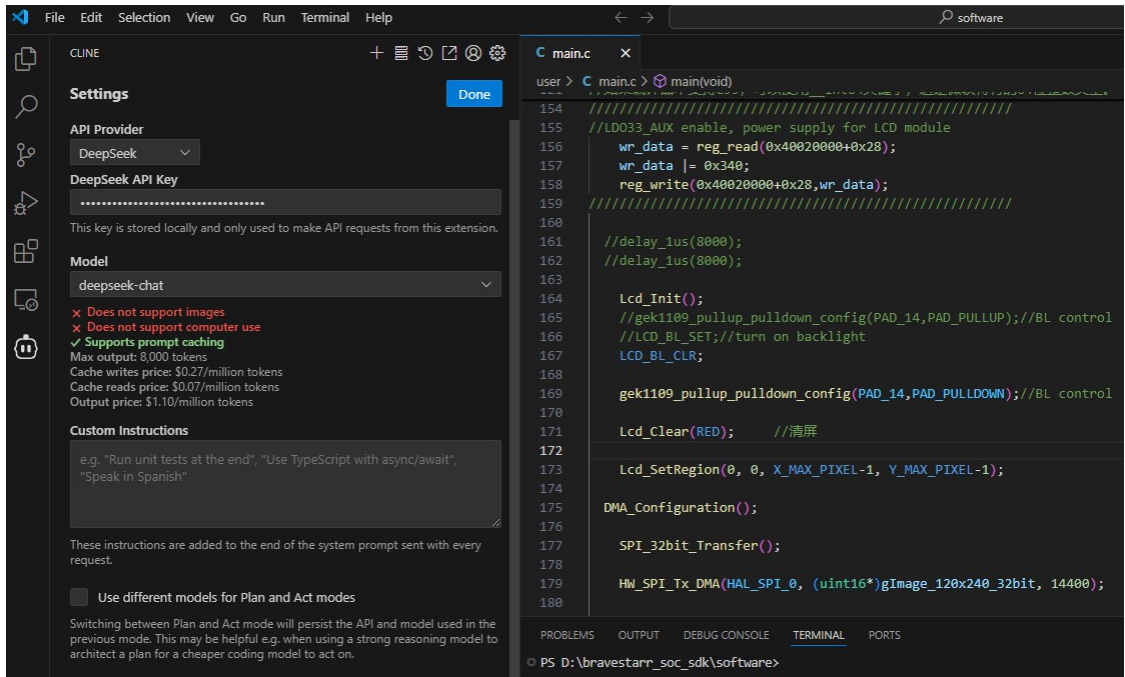 File Edit Selection View Go Run Terminal Help
software
CLINE
Settings
Done
API Provider
DeepSeek
DeepSeek API Key
•••••••••••••••••••••••••••••••••••
This key is stored locally and only used to make API requests from this extension.
Model
deepseek-chat
✕ Does not support images
✕ Does not support computer use
✓ Supports prompt caching
Max output: 8,000 tokens
Cache writes price: $0.27/million tokens
Cache reads price: $0.07/million tokens
Output price: $1.10/million tokens
Custom Instructions
e.g. "Run unit tests at the end", "Use TypeScript with async/await",
"Speak in Spanish"
These instructions are added to the end of the system prompt sent with every
request.
Use different models for Plan and Act modes
Switching between Plan and Act mode will persist the API and model used in the
previous mode. This may be helpful e.g. when using a strong reasoning model to
architect a plan for a cheaper coding model to act on.
C main.c ✕
user > C main.c > main(void)
154 ///////////////////////////////////////////////////////
155 //LDO33_AUX enable, power supply for LCD module
156 wr_data = reg_read(0x40020000+0x28);
157 wr_data |= 0x340;
158 reg_write(0x40020000+0x28,wr_data);
159 ///////////////////////////////////////////////////////
160
161 //delay_1us(8000);
162 //delay_1us(8000);
163
164 Lcd_Init();
165 //gek1109_pullup_pulldown_config(PAD_14,PAD_PULLUP);//BL control
166 //LCD_BL_SET;//turn on backlight
167 LCD_BL_CLR;
168
169 gek1109_pullup_pulldown_config(PAD_14,PAD_PULLDOWN);//BL control
170
171 Lcd_Clear(RED); //清屏
172
173 Lcd_SetRegion(0, 0, X_MAX_PIXEL-1, Y_MAX_PIXEL-1);
174
175 DMA_Configuration();
176
177 SPI_32bit_Transfer();
178
179 HW_SPI_Tx_DMA(HAL_SPI_0, (uint16*)gImage_120x240_32bit, 14400);
180
PROBLEMS OUTPUT DEBUG CONSOLE TERMINAL PORTS
PS D:\bravestarr_soc_sdk\software>